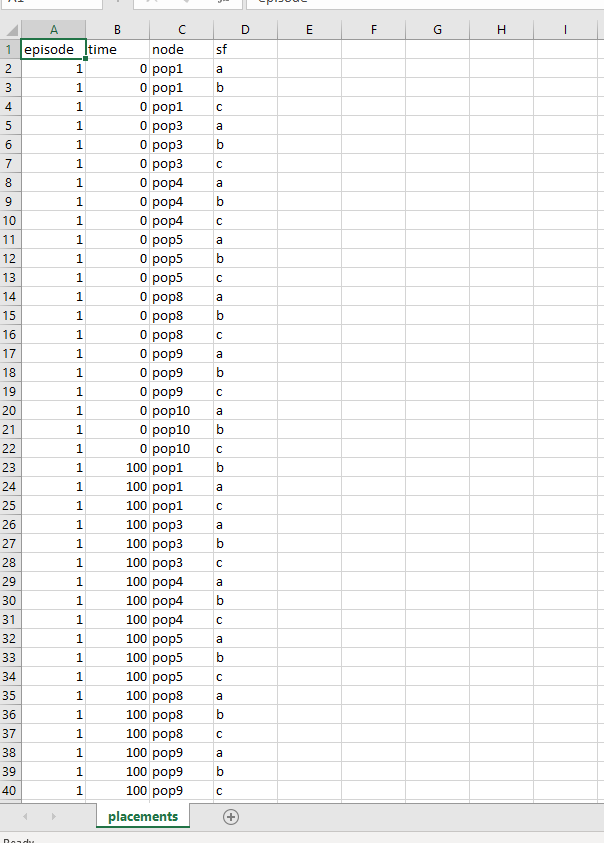 A B C D E F G H I
1 episode time node sf
2 1 0 pop1 a
3 1 0 pop1 b
4 1 0 pop1 c
5 1 0 pop3 a
6 1 0 pop3 b
7 1 0 pop3 c
8 1 0 pop4 a
9 1 0 pop4 b
10 1 0 pop4 c
11 1 0 pop5 a
12 1 0 pop5 b
13 1 0 pop5 c
14 1 0 pop8 a
15 1 0 pop8 b
16 1 0 pop8 c
17 1 0 pop9 a
18 1 0 pop9 b
19 1 0 pop9 c
20 1 0 pop10 a
21 1 0 pop10 b
22 1 0 pop10 c
23 1 100 pop1 b
24 1 100 pop1 a
25 1 100 pop1 c
26 1 100 pop3 a
27 1 100 pop3 b
28 1 100 pop3 c
29 1 100 pop4 a
30 1 100 pop4 b
31 1 100 pop4 c
32 1 100 pop5 a
33 1 100 pop5 b
34 1 100 pop5 c
35 1 100 pop8 a
36 1 100 pop8 b
37 1 100 pop8 c
38 1 100 pop9 a
39 1 100 pop9 b
40 1 100 pop9 c
placements